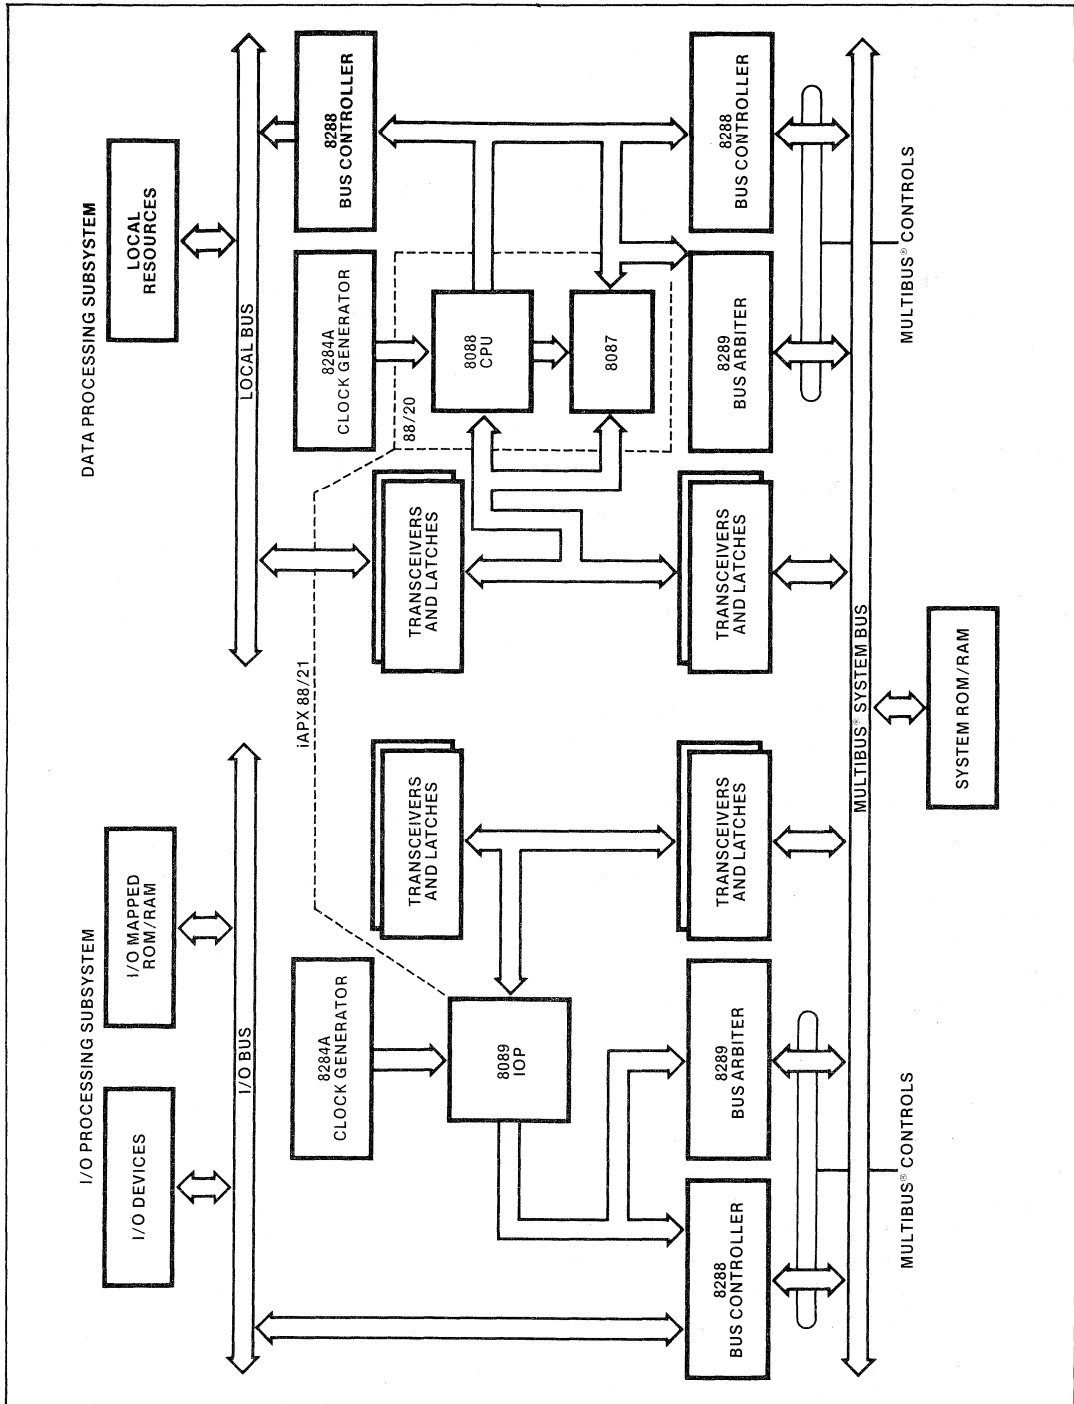 I/O PROCESSING SUBSYSTEM
DATA PROCESSING SUBSYSTEM
I/O DEVICES
I/O MAPPED
ROM/RAM
LOCAL
RESOURCES
I/O BUS
LOCAL BUS
iAPX 88/21
8284A
CLOCK GENERATOR
8284A
CLOCK GENERATOR
8288
BUS CONTROLLER
TRANSCEIVERS
AND LATCHES
TRANSCEIVERS
AND LATCHES
88/20
8089
IOP
8088
CPU
8087
8288
BUS CONTROLLER
8289
BUS ARBITER
TRANSCEIVERS
AND LATCHES
TRANSCEIVERS
AND LATCHES
8289
BUS ARBITER
8288
BUS CONTROLLER
MULTIBUS® SYSTEM BUS
MULTIBUS® CONTROLS
MULTIBUS® CONTROLS
SYSTEM ROM/RAM